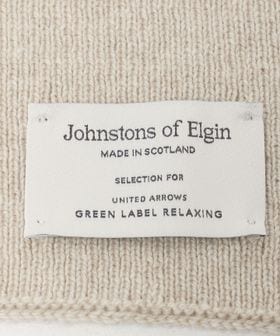 Johnstons of Elgin
MADE IN SCOTLAND
SELECTION FOR
UNITED ARROWS
GREEN LABEL RELAXING